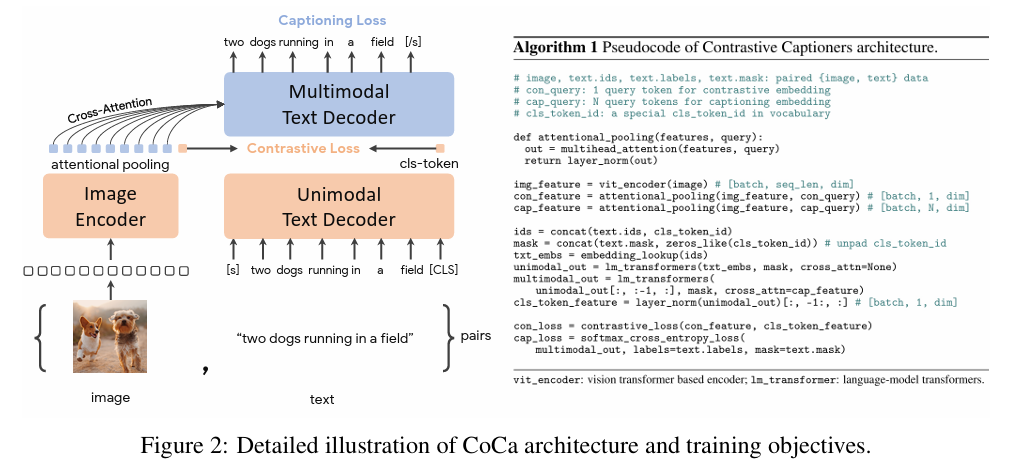 Captioning Loss
two dogs running in a field [/s]
Multimodal
Text Decoder
Cross-Attention
attentional pooling
Contrastive Loss
cls-token
Image
Encoder
Unimodal
Text Decoder
[s] two dogs running in a field [CLS]
{ , "two dogs running in a field" } pairs
image
text
Algorithm 1 Pseudocode of Contrastive Captioners architecture.
# image, text.ids, text.labels, text.mask: paired {image, text} data
# con_query: 1 query token for contrastive embedding
# cap_query: N query tokens for captioning embedding
# cls_token_id: a special cls_token_id in vocabulary
def attentional_pooling(features, query):
  out = multihead_attention(features, query)
  return layer_norm(out)
img_feature = vit_encoder(image) # [batch, seq_len, dim]
con_feature = attentional_pooling(img_feature, con_query) # [batch, 1, dim]
cap_feature = attentional_pooling(img_feature, cap_query) # [batch, N, dim]
ids = concat(text.ids, cls_token_id)
mask = concat(text.mask, zeros_like(cls_token_id)) # unpad cls_token_id
txt_embs = embedding_lookup(ids)
unimodal_out = lm_transformers(txt_embs, mask, cross_attn=None)
multimodal_out = lm_transformers(
    unimodal_out[:, :-1, :], mask, cross_attn=cap_feature)
cls_token_feature = layer_norm(unimodal_out)[:, -1:, :] # [batch, 1, dim]
con_loss = contrastive_loss(con_feature, cls_token_feature)
cap_loss = softmax_cross_entropy_loss(
    multimodal_out, labels=text.labels, mask=text.mask)
vit_encoder: vision transformer based encoder; lm_transformer: language-model transformers.
Figure 2: Detailed illustration of CoCa architecture and training objectives.